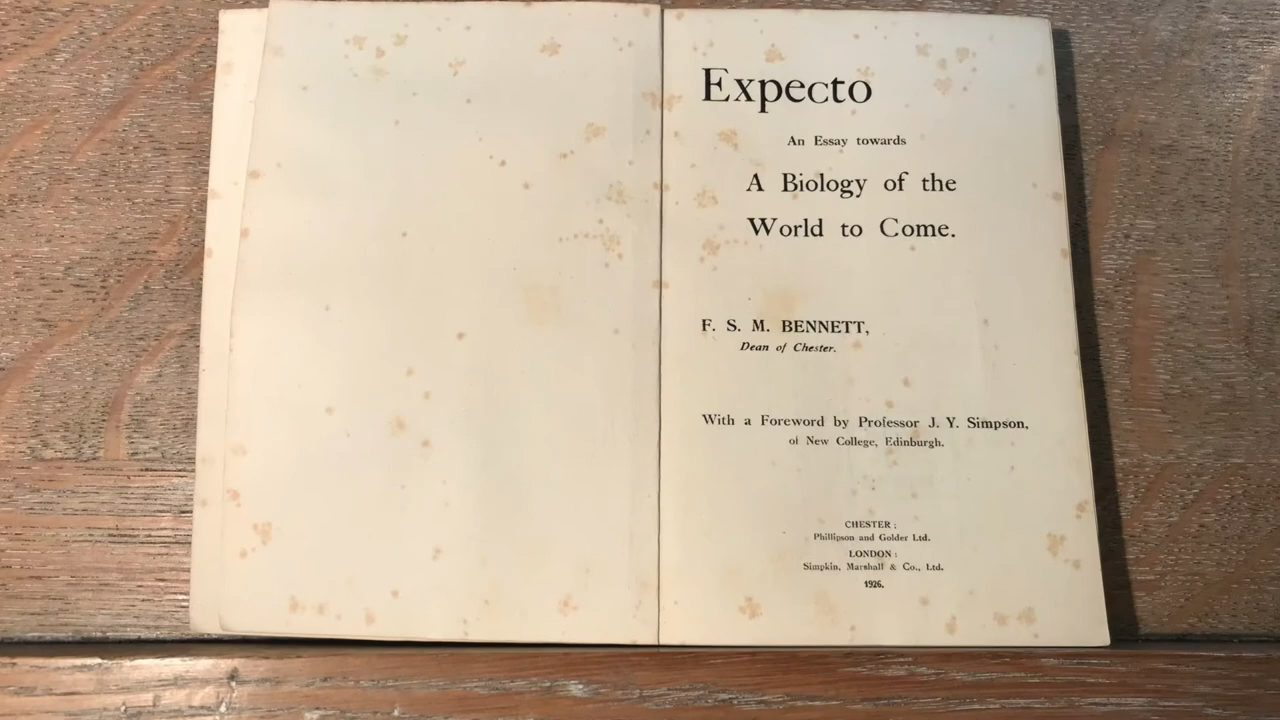 Expecto
An Essay towards
A Biology of the
World to Come.
F. S. M. BENNETT,
Dean of Chester.
With a Foreword by Professor J. Y. Simpson,
of New College, Edinburgh.
CHESTER :
Phillipson and Golder Ltd.
LONDON :
Simpkin, Marshall & Co., Ltd.
1926.